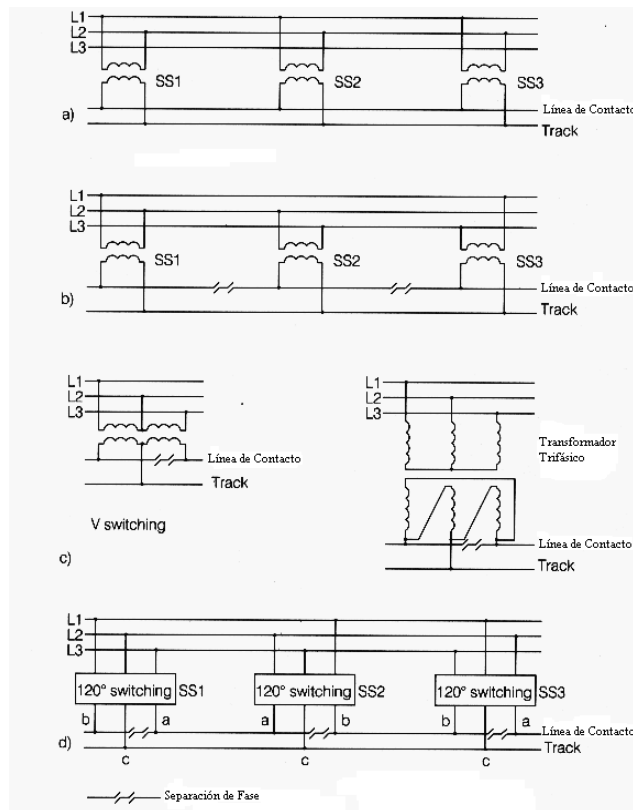 L1
L2
L3
SS1 SS2 SS3
Línea de Contacto
a) Track
L1
L2
L3
SS1 SS2 SS3
Línea de Contacto
b) Track
L1
L2
L3
Línea de Contacto
Track
V switching
c)
L1
L2
L3
Transformador
Trifásico
Línea de Contacto
Track
L1
L2
L3
120° switching SS1 120° switching SS2 120° switching SS3
b a a b b a
Línea de Contacto
d) Track
c c c
Separación de Fase